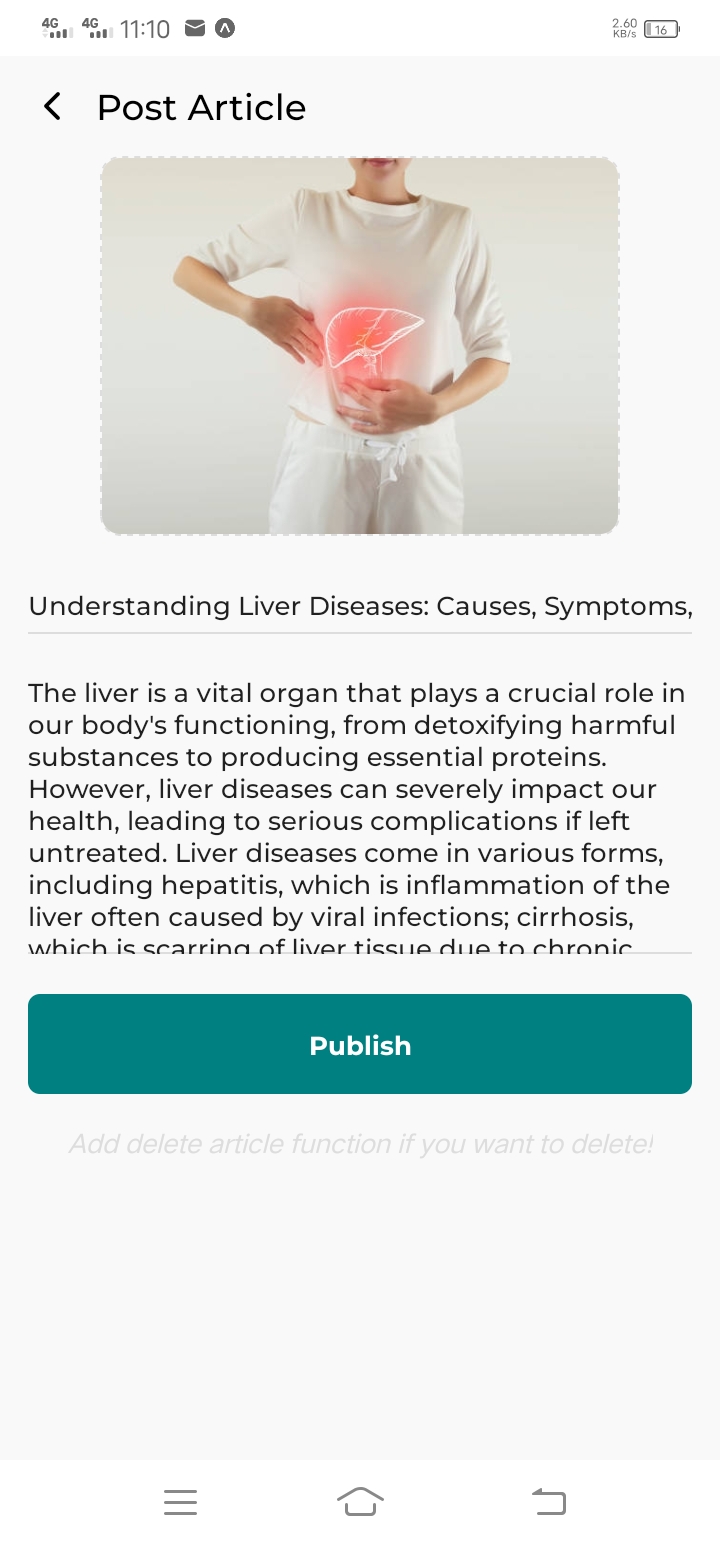 4G 4G 11:10 2.60 KB/s 16
Post Article
Understanding Liver Diseases: Causes, Symptoms,
The liver is a vital organ that plays a crucial role in
our body's functioning, from detoxifying harmful
substances to producing essential proteins.
However, liver diseases can severely impact our
health, leading to serious complications if left
untreated. Liver diseases come in various forms,
including hepatitis, which is inflammation of the
liver often caused by viral infections; cirrhosis,
which is scarring of liver tissue due to chronic
Publish
Add delete article function if you want to delete!